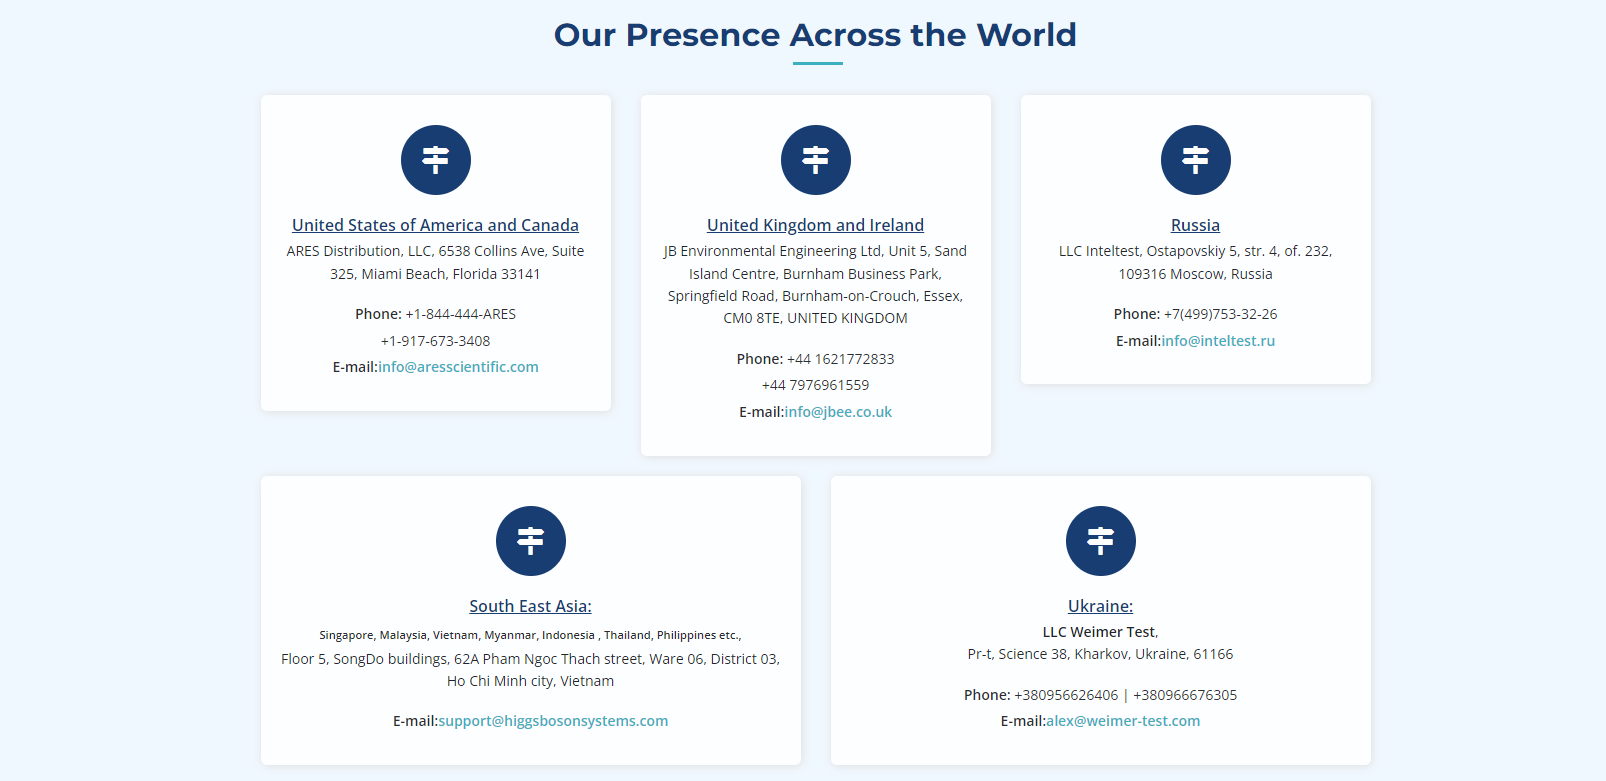 Our Presence Across the World
United States of America and Canada
ARES Distribution, LLC, 6538 Collins Ave, Suite
325, Miami Beach, Florida 33141
Phone: +1-844-444-ARES
+1-917-673-3408
E-mail:info@aresscientific.com
United Kingdom and Ireland
JB Environmental Engineering Ltd, Unit 5, Sand
Island Centre, Burnham Business Park,
Springfield Road, Burnham-on-Crouch, Essex,
CM0 8TE, UNITED KINGDOM
Phone: +44 1621772833
+44 7976961559
E-mail:info@jbee.co.uk
Russia
LLC Inteltest, Ostapovskiy 5, str. 4, of. 232,
109316 Moscow, Russia
Phone: +7(499)753-32-26
E-mail:info@inteltest.ru
South East Asia:
Singapore, Malaysia, Vietnam, Myanmar, Indonesia , Thailand, Philippines etc.,
Floor 5, SongDo buildings, 62A Pham Ngoc Thach street, Ware 06, District 03,
Ho Chi Minh city, Vietnam
E-mail:support@higgsbosonsystems.com
Ukraine:
LLC Weimer Test,
Pr-t, Science 38, Kharkov, Ukraine, 61166
Phone: +380956626406 | +380966676305
E-mail:alex@weimer-test.com